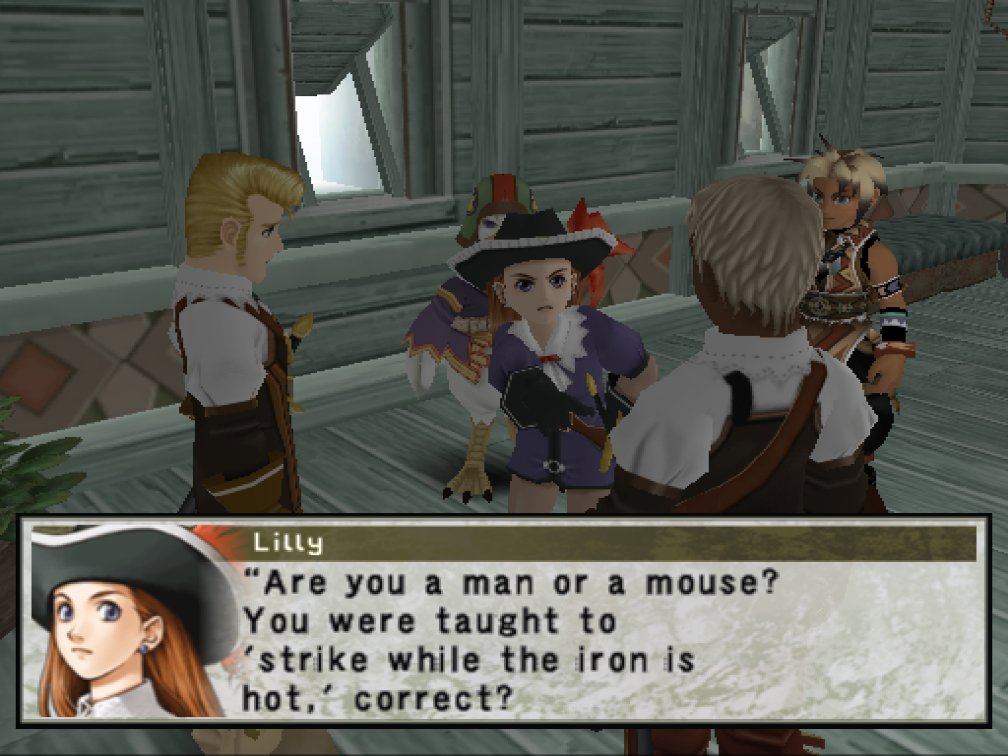 Lilly
“Are you a man or a mouse?
You were taught to
‘strike while the iron is
hot,’ correct?